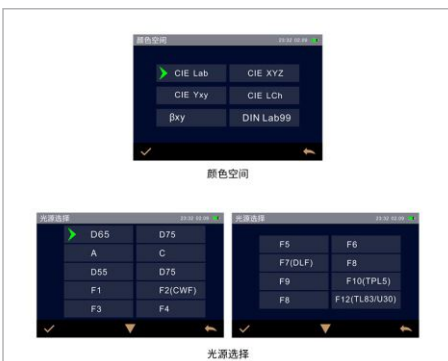 颜色空间 23:32 02.09
CIE Lab CIE XYZ
CIE Yxy CIE LCh
βxy DIN Lab99
颜色空间
光源选择 23:32 02.09
D65 D75
A C
D55 D75
F1 F2(CWF)
F3 F4
光源选择 23:32 02.09
F5 F6
F7(DLF) F8
F9 F10(TPL5)
F8 F12(TL83/U30)
光源选择